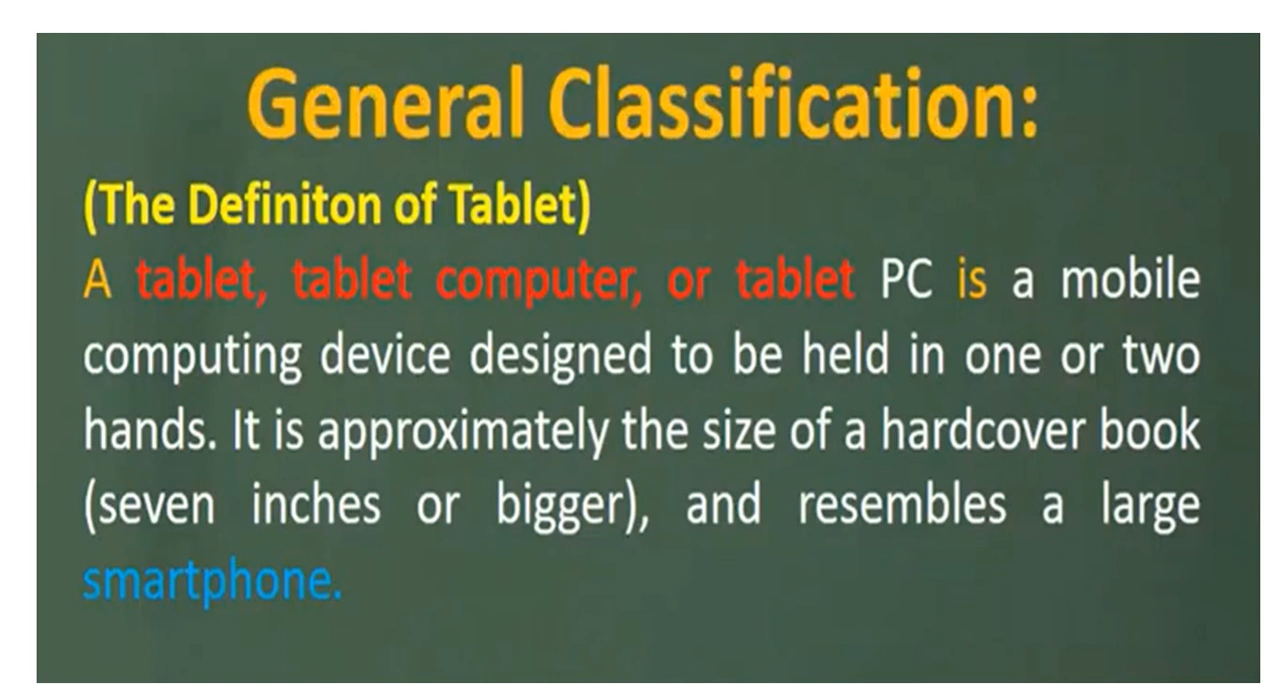 General Classification:
(The Definiton of Tablet)
A tablet, tablet computer, or tablet PC is a mobile
computing device designed to be held in one or two
hands. It is approximately the size of a hardcover book
(seven inches or bigger), and resembles a large
smartphone.